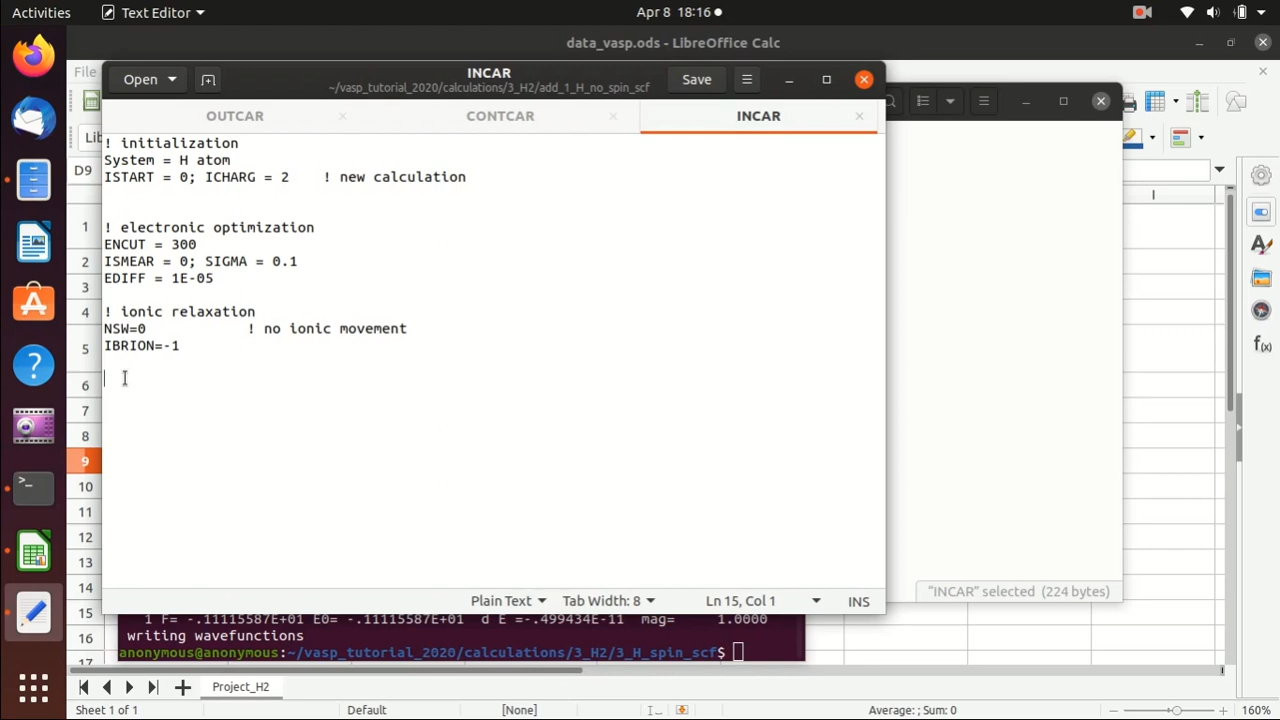 Activities
Text Editor
Apr 8 18:16
data_vasp.ods - LibreOffice Calc
File
Open
INCAR
~/vasp_tutorial_2020/calculations/3_H2/add_1_H_no_spin_scf
Save
OUTCAR
CONTCAR
INCAR
Lib
D9
I
! initialization
System = H atom
ISTART = 0; ICHARG = 2    ! new calculation
! electronic optimization
ENCUT = 300
ISMEAR = 0; SIGMA = 0.1
EDIFF = 1E-05
! ionic relaxation
NSW=0            ! no ionic movement
IBRION=-1
1
2
3
4
5
6
7
8
9
10
11
12
13
14
15
16
17
f(x)
"INCAR" selected (224 bytes)
Plain Text
Tab Width: 8
Ln 15, Col 1
INS
1 F= -.11115587E+01 E0= -.11115587E+01  d E =-.499434E-11  mag=     1.0000
writing wavefunctions
anonymous@anonymous:~/vasp_tutorial_2020/calculations/3_H2/3_H_spin_scf$
Project_H2
Sheet 1 of 1
Default
[None]
Average: ; Sum: 0
160%